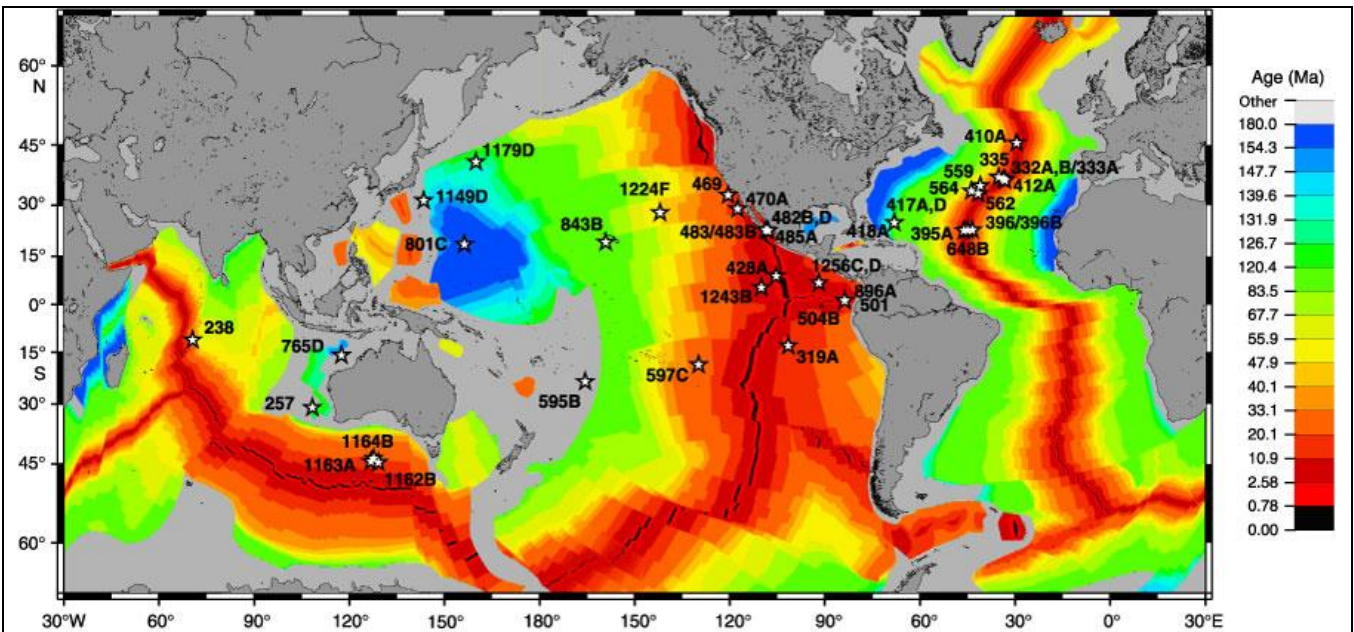 60°
N
45°
30°
15°
0°
15°
S
30°
45°
60°
30°W
60°
90°
120°
150°
180°
150°
120°
90°
60°
30°
0°
30°E
1179D
1149D
801C
1224F
843B
469
470A
482B,D
483/483B
485A
428A
1256C,D
1243B
896A
504B
501
319A
597C
595B
238
765D
257
1164B
1163A
1162B
410A
335
332A,B/333A
559
412A
564
562
417A,D
418A
395A
396/396B
648B
Age (Ma)
Other
180.0
154.3
147.7
139.6
131.9
126.7
120.4
83.5
67.7
55.9
47.9
40.1
33.1
20.1
10.9
2.58
0.78
0.00